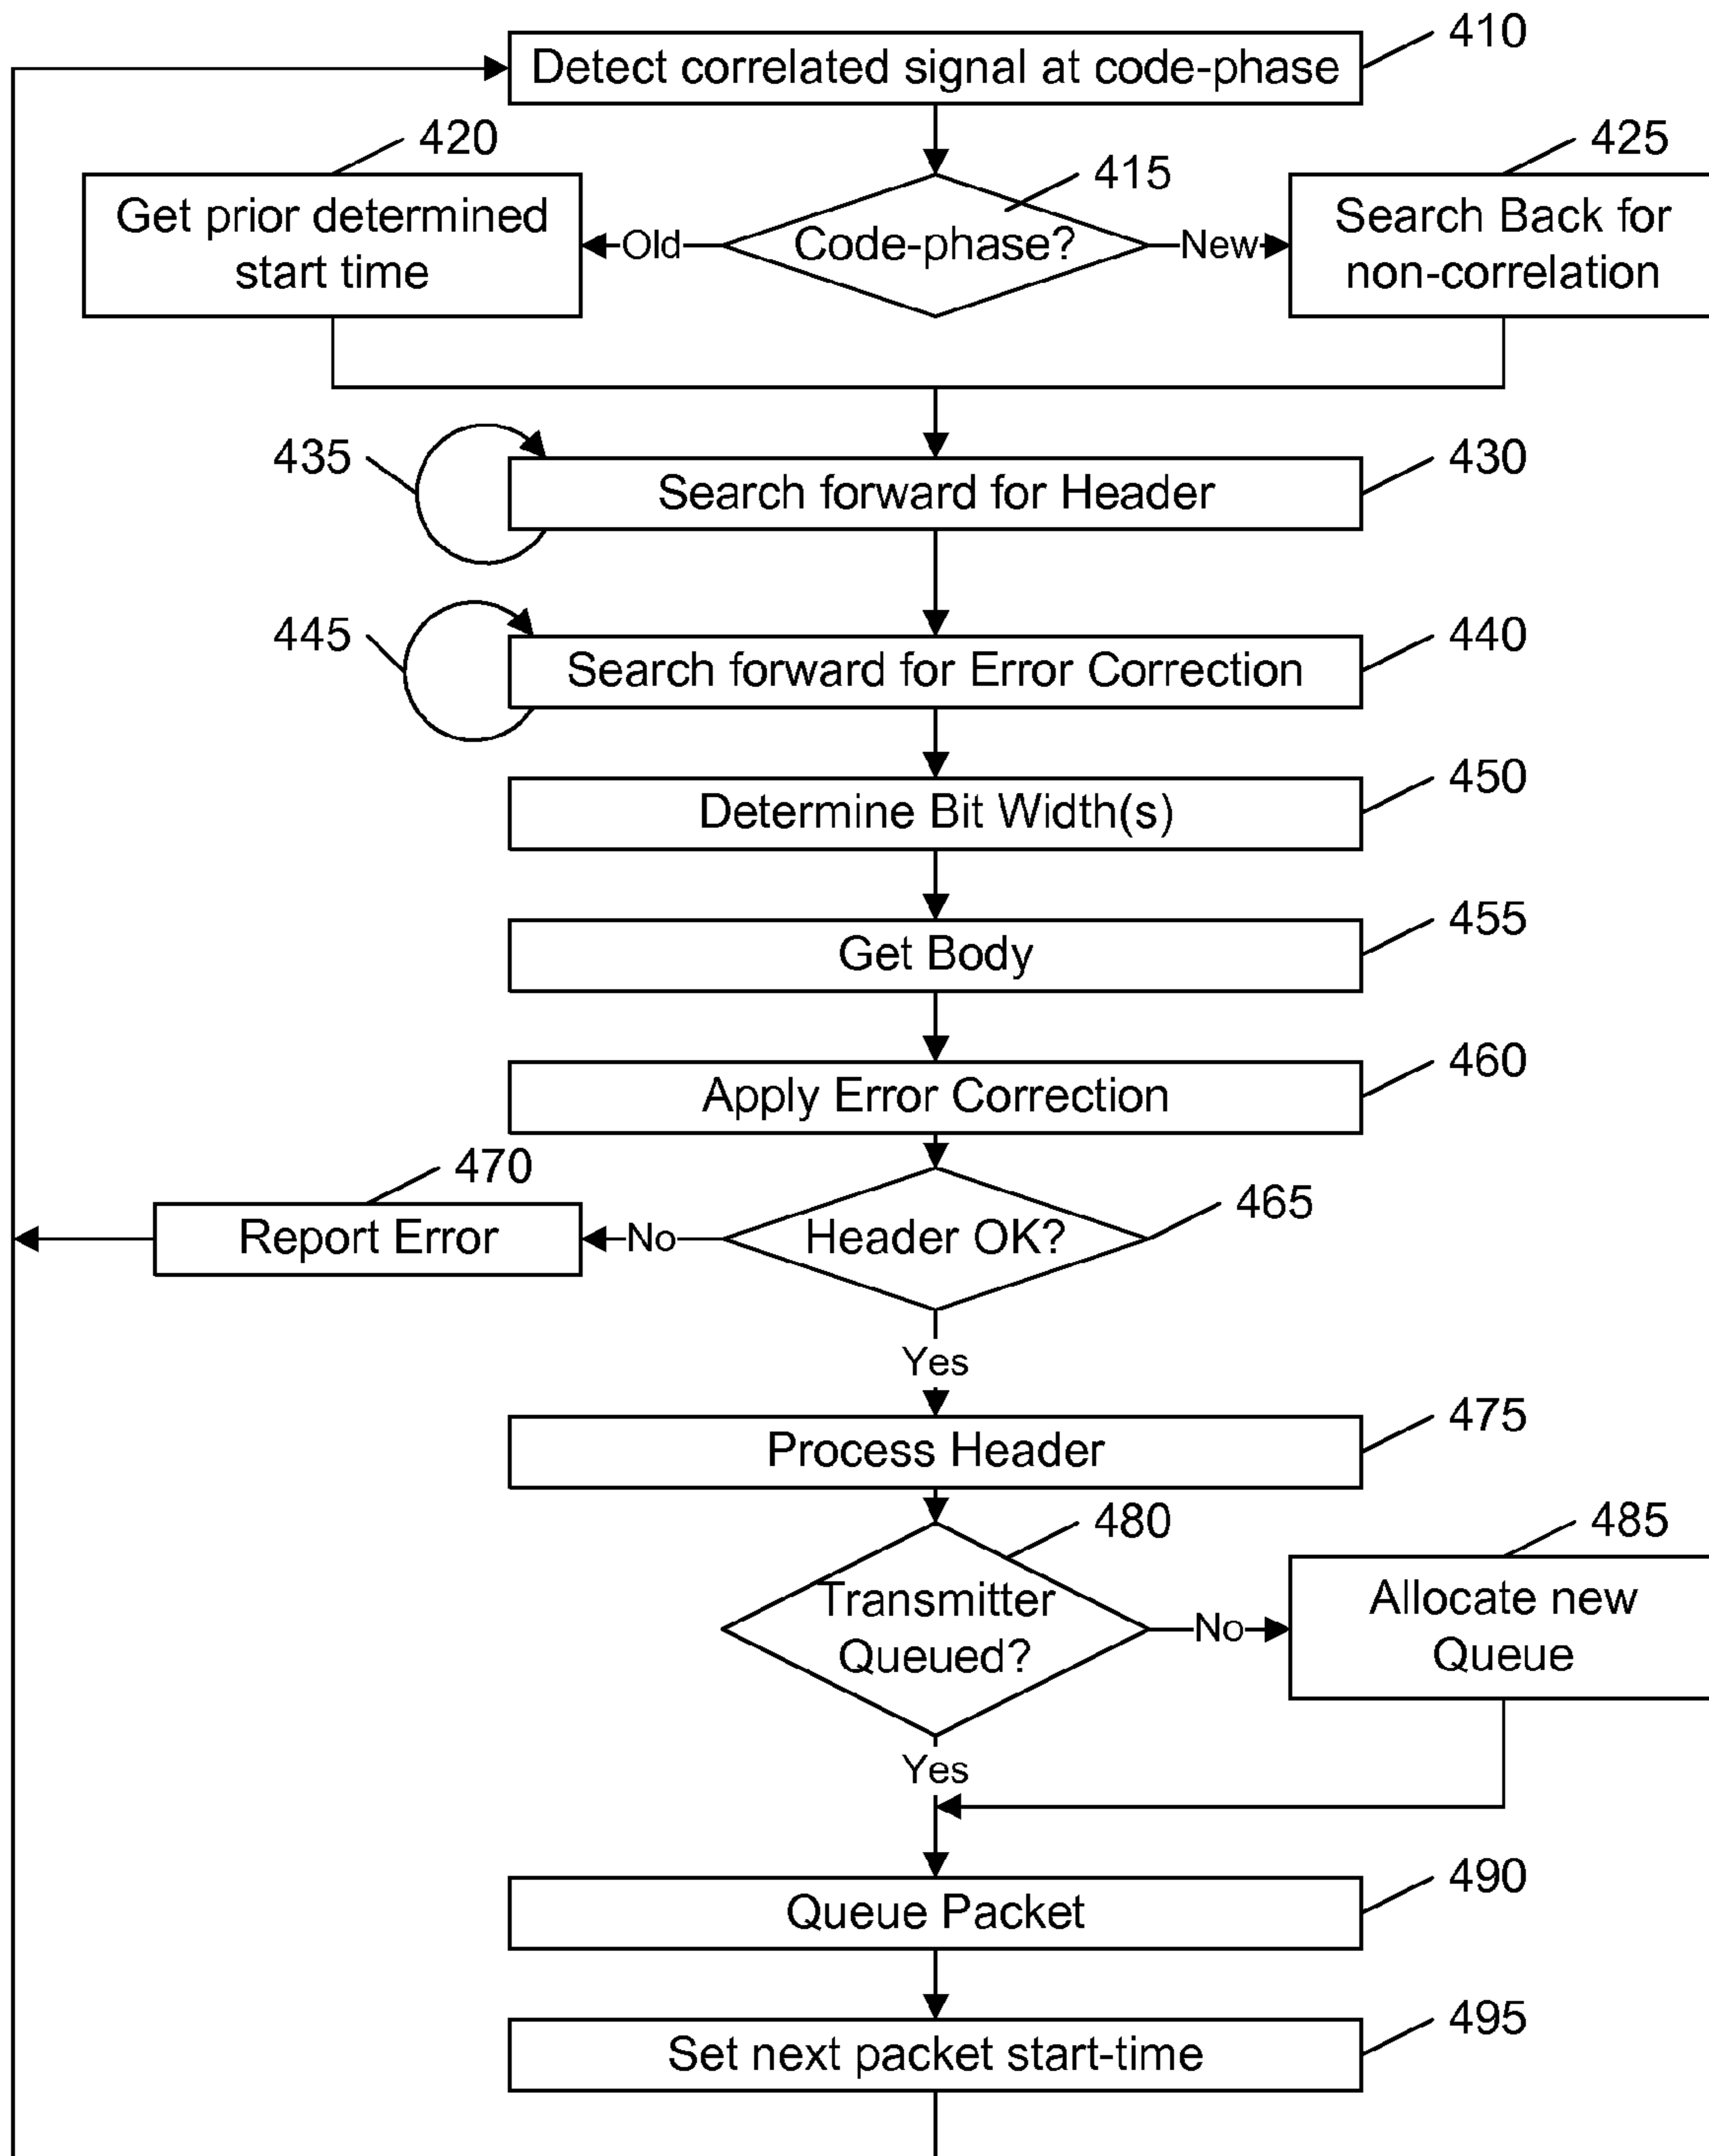 410
Detect correlated signal at code-phase
420
415
425
Get prior determined
start time
Old
Code-phase?
New
Search Back for
non-correlation
435
430
Search forward for Header
445
440
Search forward for Error Correction
450
Determine Bit Width(s)
455
Get Body
460
Apply Error Correction
470
465
Report Error
No
Header OK?
Yes
475
Process Header
480
485
Transmitter
Queued?
No
Allocate new
Queue
Yes
490
Queue Packet
495
Set next packet start-time